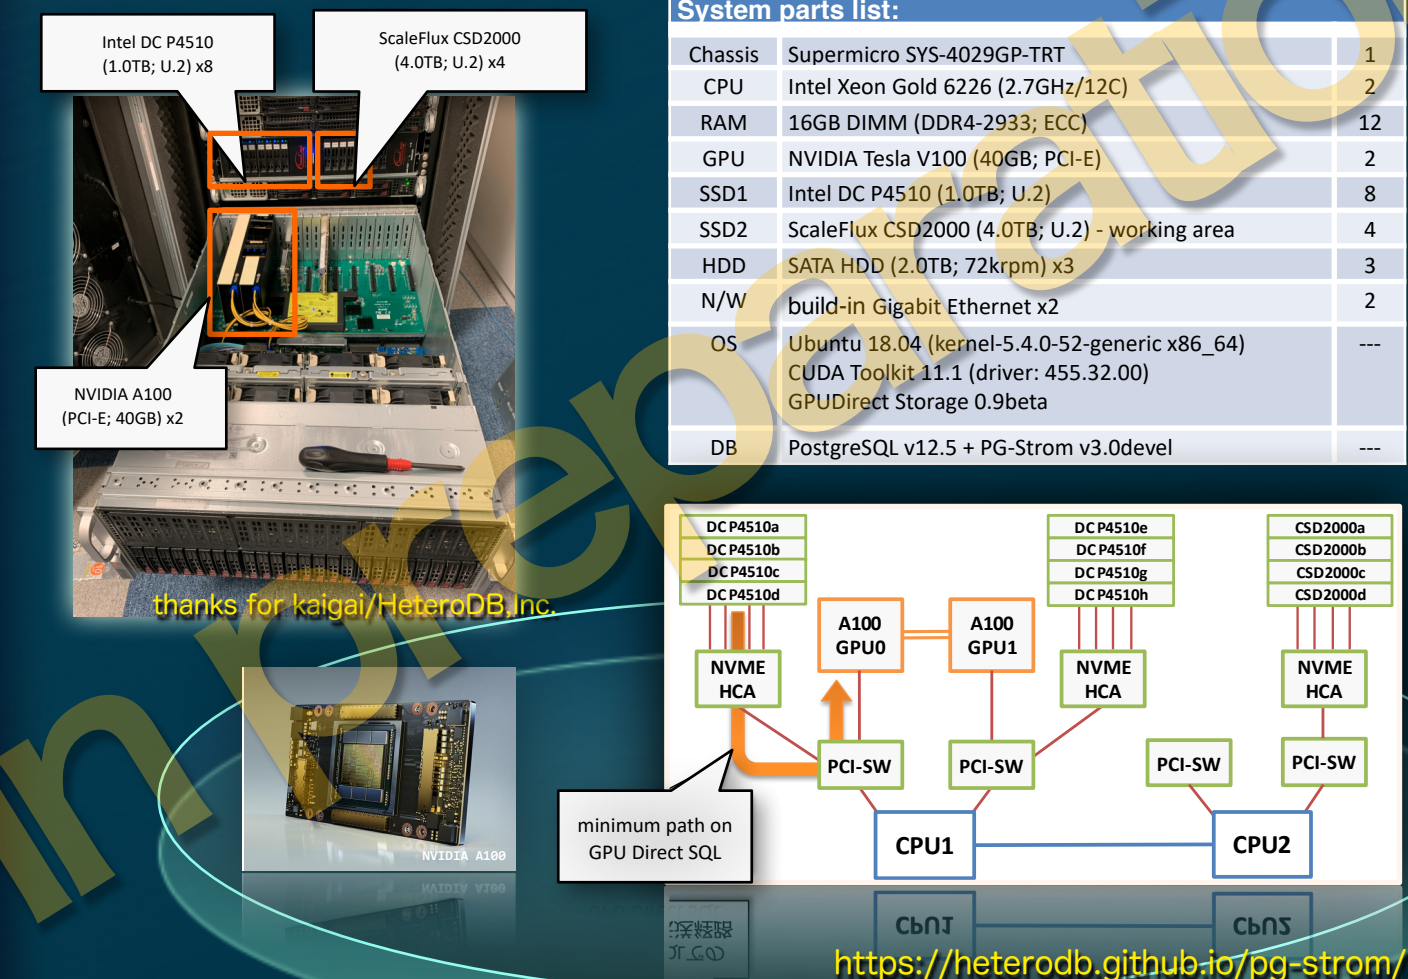 Intel DC P4510
(1.0TB; U.2) x8
ScaleFlux CSD2000
(4.0TB; U.2) x4
NVIDIA A100
(PCI-E; 40GB) x2
thanks for kaigai/HeteroDB,Inc.
NVIDIA A100
System parts list:
Chassis Supermicro SYS-4029GP-TRT 1
CPU Intel Xeon Gold 6226 (2.7GHz/12C) 2
RAM 16GB DIMM (DDR4-2933; ECC) 12
GPU NVIDIA Tesla V100 (40GB; PCI-E) 2
SSD1 Intel DC P4510 (1.0TB; U.2) 8
SSD2 ScaleFlux CSD2000 (4.0TB; U.2) - working area 4
HDD SATA HDD (2.0TB; 72krpm) x3 3
N/W build-in Gigabit Ethernet x2 2
OS Ubuntu 18.04 (kernel-5.4.0-52-generic x86_64) ---
CUDA Toolkit 11.1 (driver: 455.32.00)
GPUDirect Storage 0.9beta
DB PostgreSQL v12.5 + PG-Strom v3.0devel ---
DC P4510a
DC P4510b
DC P4510c
DC P4510d
DC P4510e
DC P4510f
DC P4510g
DC P4510h
CSD2000a
CSD2000b
CSD2000c
CSD2000d
A100
GPU0
A100
GPU1
NVME
HCA
NVME
HCA
NVME
HCA
PCI-SW
PCI-SW
PCI-SW
PCI-SW
CPU1
CPU2
minimum path on
GPU Direct SQL
https://heterodb.github.io/pg-strom/
In preparatio